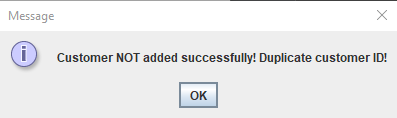 Message
Customer NOT added successfully! Duplicate customer ID!
OK